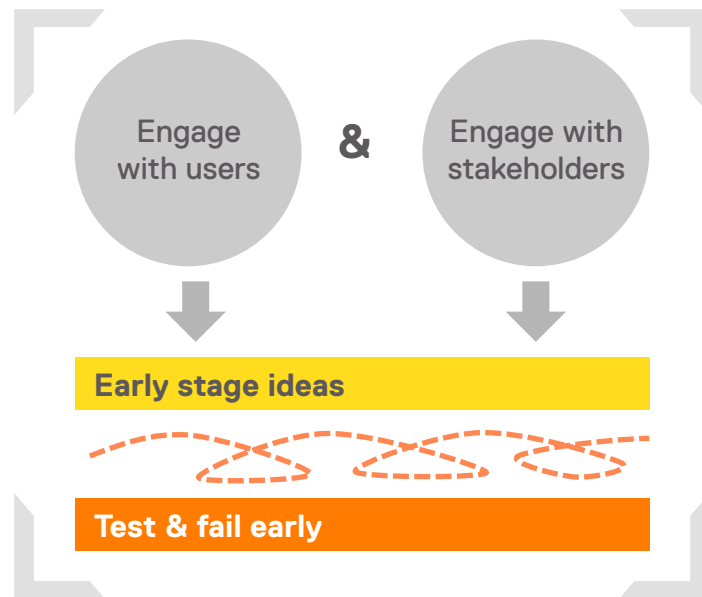 Engage
with users
&
Engage with
stakeholders
Early stage ideas
Test & fail early